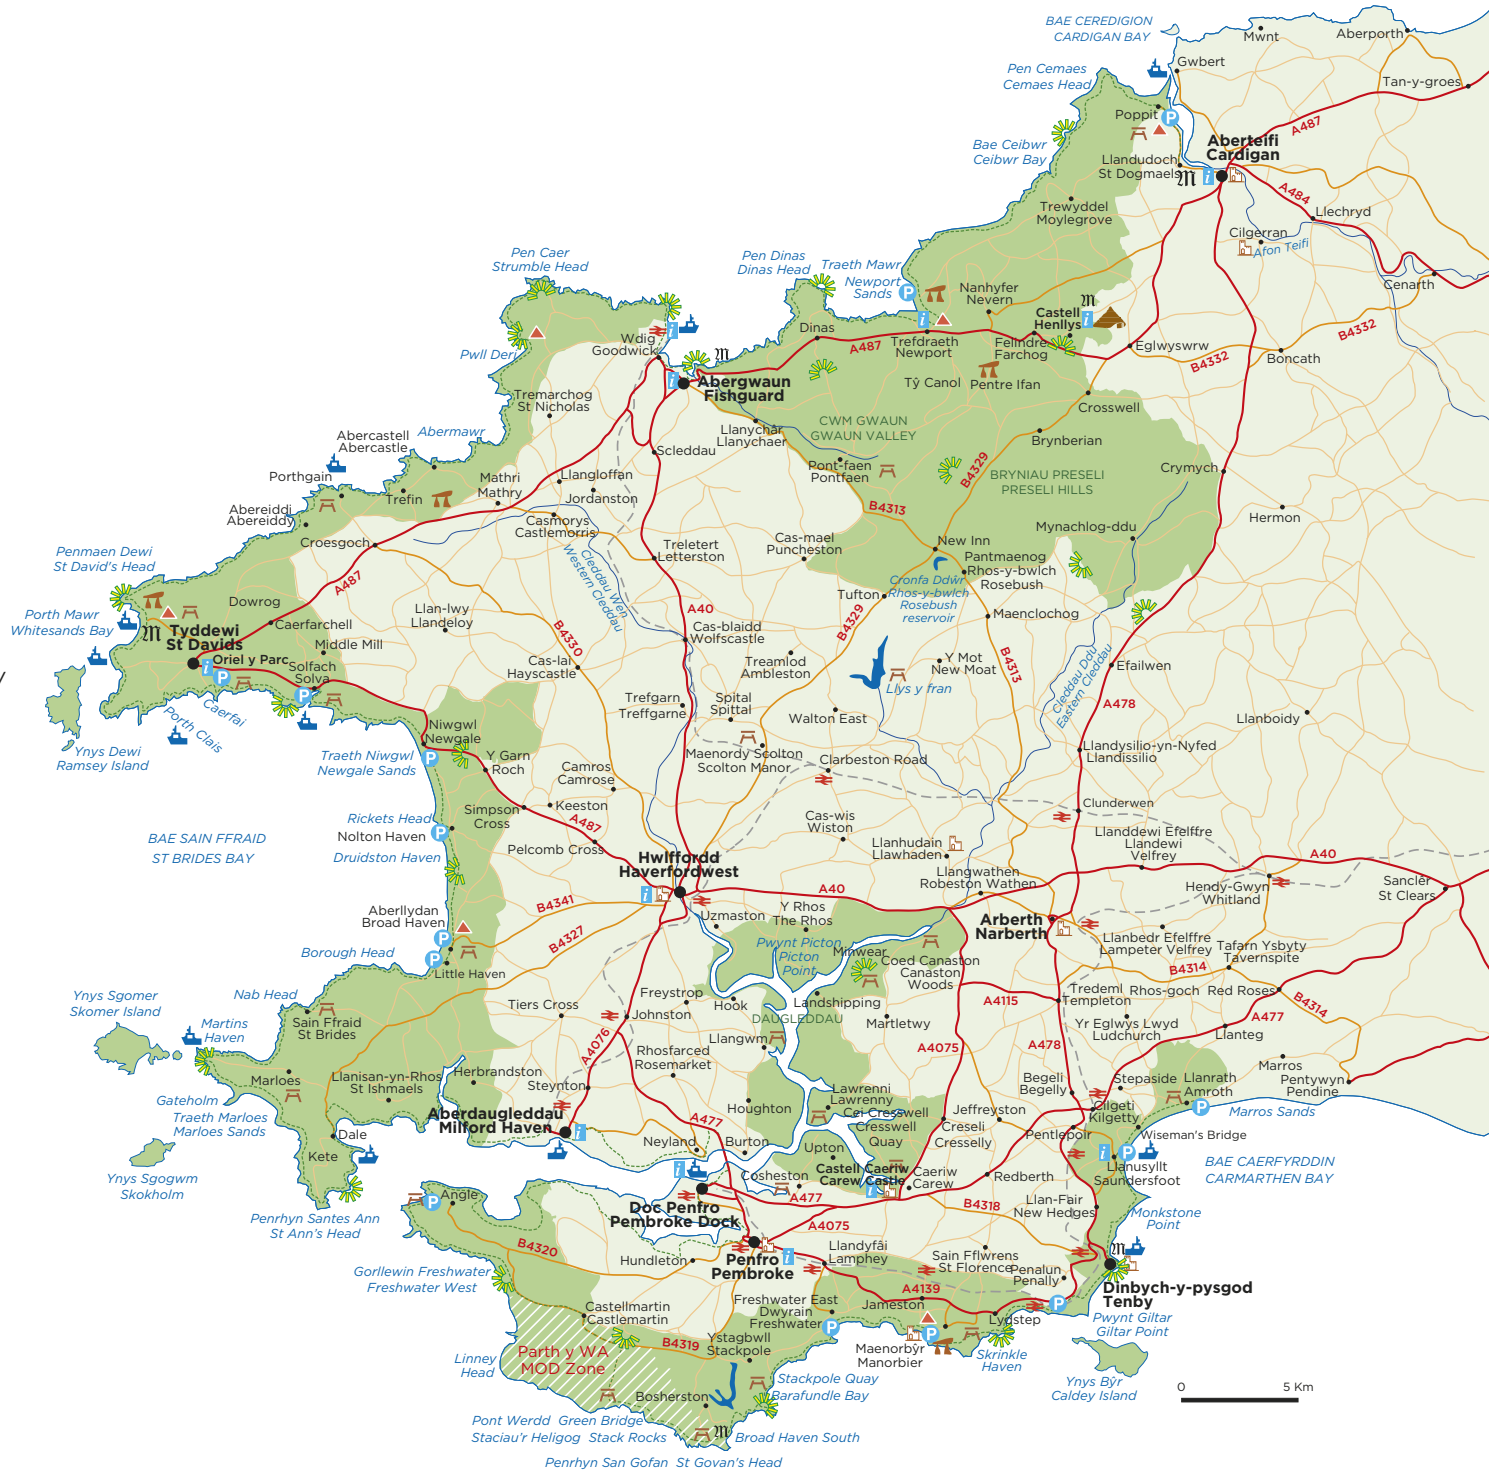 BAE CEREDIGION
CARDIGAN BAY
Mwnt
Aberporth
Gwbert
Pen Cemaes
Cemaes Head
Tan-y-groes
Poppit
P
A487
Aberteifi
Cardigan
Bae Ceibwr
Ceibwr Bay
Llandudoch
St Dogmaels
M
i
A484
Trewyddel
Moylegrove
Llechryd
Cilgerran
Afon Teifi
Pen Caer
Strumble Head
Pen Dinas
Dinas Head
Traeth Mawr
Newport
Sands
P
Cenarth
Nanhyfer
Nevern
M
Castell
Henllys
i
i
Dinas
Wdig
Goodwick
i
M
A487
Trefdraeth
Newport
Felindre
Farchog
Eglwyswrw
B4332
B4332
Boncath
Pwll Deri
i
Abergwaun
Fishguard
Tŷ Canol
Pentre Ifan
Crosswell
Tremarchog
St Nicholas
CWM GWAUN
GWAUN VALLEY
Llanychâr
Llanychaer
Brynberian
Abermawr
Abercastell
Abercastle
Scleddau
Pont-faen
Pontfaen
B4329
BRYNIAU PRESELI
PRESELI HILLS
Crymych
Porthgain
Trefin
Mathri
Mathry
Llangloffan
Jordanston
B4313
Hermon
Abereiddi
Abereiddy
Casmorys
Castlemorris
Mynachlog-ddu
Croesgoch
Treletert
Letterston
Cas-mael
Puncheston
New Inn
Pantmaenog
Rhos-y-bwlch
Rosebush
Penmaen Dewi
St David's Head
Cleddau Wen
Western Cleddau
Cronfa Ddŵr
Rhos-y-bwlch
Rosebush
reservoir
A487
Tufton
Dowrog
Porth Mawr
Whitesands Bay
M
Tyddewi
St Davids
Caerfarchell
Llan-lwy
Llandeloy
B4330
A40
B4329
Maenclochog
Cas-blaidd
Wolfscastle
Middle Mill
Oriel y Parc
i
P
Solfach
Solva
P
Cas-lai
Hayscastle
Treamlod
Ambleston
Y Mot
New Moat
B4313
Cleddau Ddu
Eastern Cleddau
Efailwen
Llys y fran
A478
Caerfai
Porth Clais
Trefgarn
Treffgarne
Spital
Spittal
Walton East
Llanboidy
Ynys Dewi
Ramsey Island
Niwgwl
Newgale
Traeth Niwgwl
Newgale Sands
P
Y Garn
Roch
Maenordy Scolton
Scolton Manor
Clarbeston Road
Llandysilio-yn-Nyfed
Llandissilio
Camros
Camrose
Simpson
Cross
Keeston
Clunderwen
Rickets Head
Nolton Haven
P
Druidston Haven
A487
Cas-wis
Wiston
BAE SAIN FFRAID
ST BRIDES BAY
Pelcomb Cross
Hwlffordd
Haverfordwest
i
Llanhudain
Llawhaden
Llanddewi Efelffre
Llandewi
Velfrey
A40
A40
Llangwathen
Robeston Wathen
Hendy-Gwyn
Whitland
Sanclêr
St Clears
Aberllydan
Broad Haven
P
P
B4341
B4327
Uzmaston
Y Rhos
The Rhos
Arberth
Narberth
Borough Head
Little Haven
Pwynt Picton
Picton
Point
Minwear
Coed Canaston
Canaston
Woods
Llanbedr Efelffre
Lampeter Velfrey
Tafarn Ysbyty
Tavernspite
B4314
Nab Head
Ynys Sgomer
Skomer Island
Tiers Cross
Freystrop
Johnston
Hook
Landshipping
DAUGLEDDAU
Martletwy
A4115
Tredeml
Templeton
Rhos-goch
Red Roses
B4314
Sain Ffraid
St Brides
Martins
Haven
Yr Eglwys Lwyd
Ludchurch
A477
Llanteg
A4076
Llangwm
A4075
A478
Rhosfarced
Rosemarket
Marros
Pentywyn
Pendine
Marloes
Llanisan-yn-Rhos
St Ishmaels
Herbrandston
Steynton
Begeli
Begelly
Stepaside
Llanrath
Amroth
P
Marros Sands
Gateholm
Traeth Marloes
Marloes Sands
Aberdaugleddau
Milford Haven
i
A477
Houghton
Lawrenni
Lawrenny
Cei Cresswell
Cresswell
Quay
Jeffreyston
Creseli
Cresselly
Cilgeti
Kilgetty
Pentlepoir
Wiseman's Bridge
Dale
Kete
Neyland
Burton
Upton
i
P
Llanusyllt
Saundersfoot
BAE CAERFYRDDIN
CARMARTHEN BAY
Ynys Sgogwm
Skokholm
i
Cosheston
Castell Caeriw
Carew Castle
i
Caeriw
Carew
Redberth
Angle
P
Doc Penfro
Pembroke Dock
A477
B4318
Llan-Fair
New Hedges
Monkstone
Point
Penrhyn Santes Ann
St Ann's Head
A4075
B4320
Hundleton
Penfro
Pembroke
i
Llandyfâi
Lamphey
Sain Fflwrens
St Florence
Penalun
Penally
M
Dinbych-y-pysgod
Tenby
Gorllewin Freshwater
Freshwater West
A4139
P
Castellmartin
Castlemartin
Freshwater East
Dwyrain
Freshwater
P
Jameston
Lydstep
Pwynt Giltar
Giltar Point
B4319
Ystagbwll
Stackpole
P
Maenorbŷr
Manorbier
Skrinkle
Haven
Linney
Head
Parth y WA
MOD Zone
Stackpole Quay
Barafundle Bay
Ynys Bŷr
Caldey Island
0 5 Km
Bosherston
Pont Werdd Green Bridge
Staciau'r Heligog Stack Rocks
M
Broad Haven South
Penrhyn San Gofan St Govan's Head